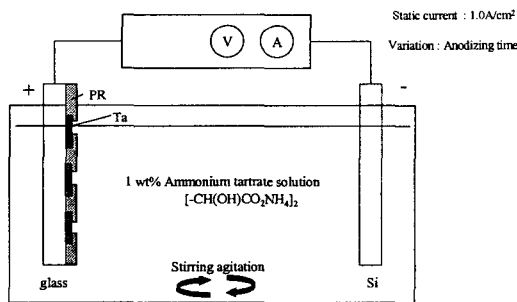 Static current : 1.0A/cm²
V
A
Variation : Anodizing time
+
-
PR
Ta
1 wt% Ammonium tartrate solution
[-CH(OH)CO₂NH₄]₂
Stirring agitation
glass
Si